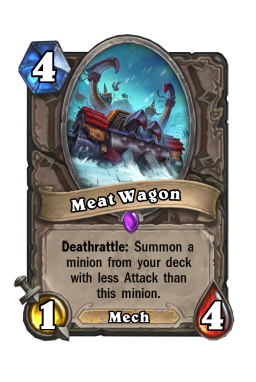 4
Meat Wagon
Deathrattle: Summon a
minion from your deck
with less Attack than
this minion.
1
Mech
4